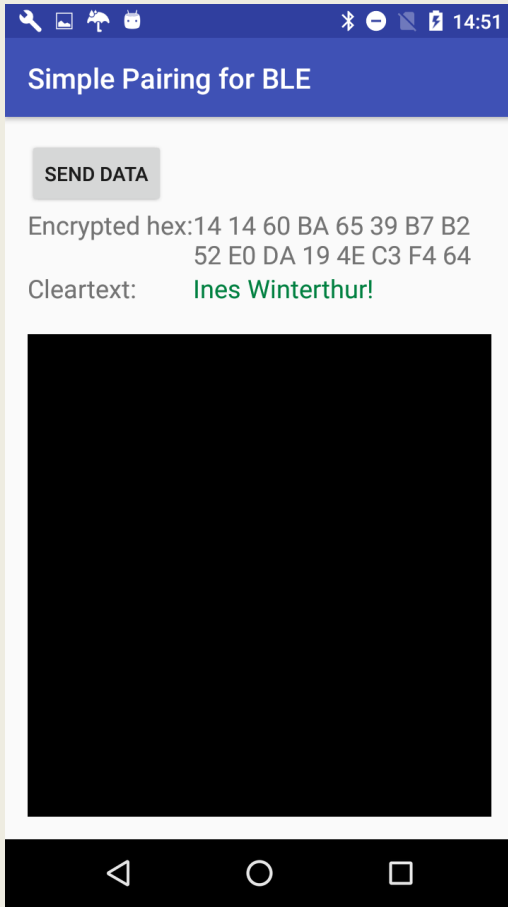 14:51
Simple Pairing for BLE
SEND DATA
Encrypted hex:14 14 60 BA 65 39 B7 B2
52 E0 DA 19 4E C3 F4 64
Cleartext: Ines Winterthur!